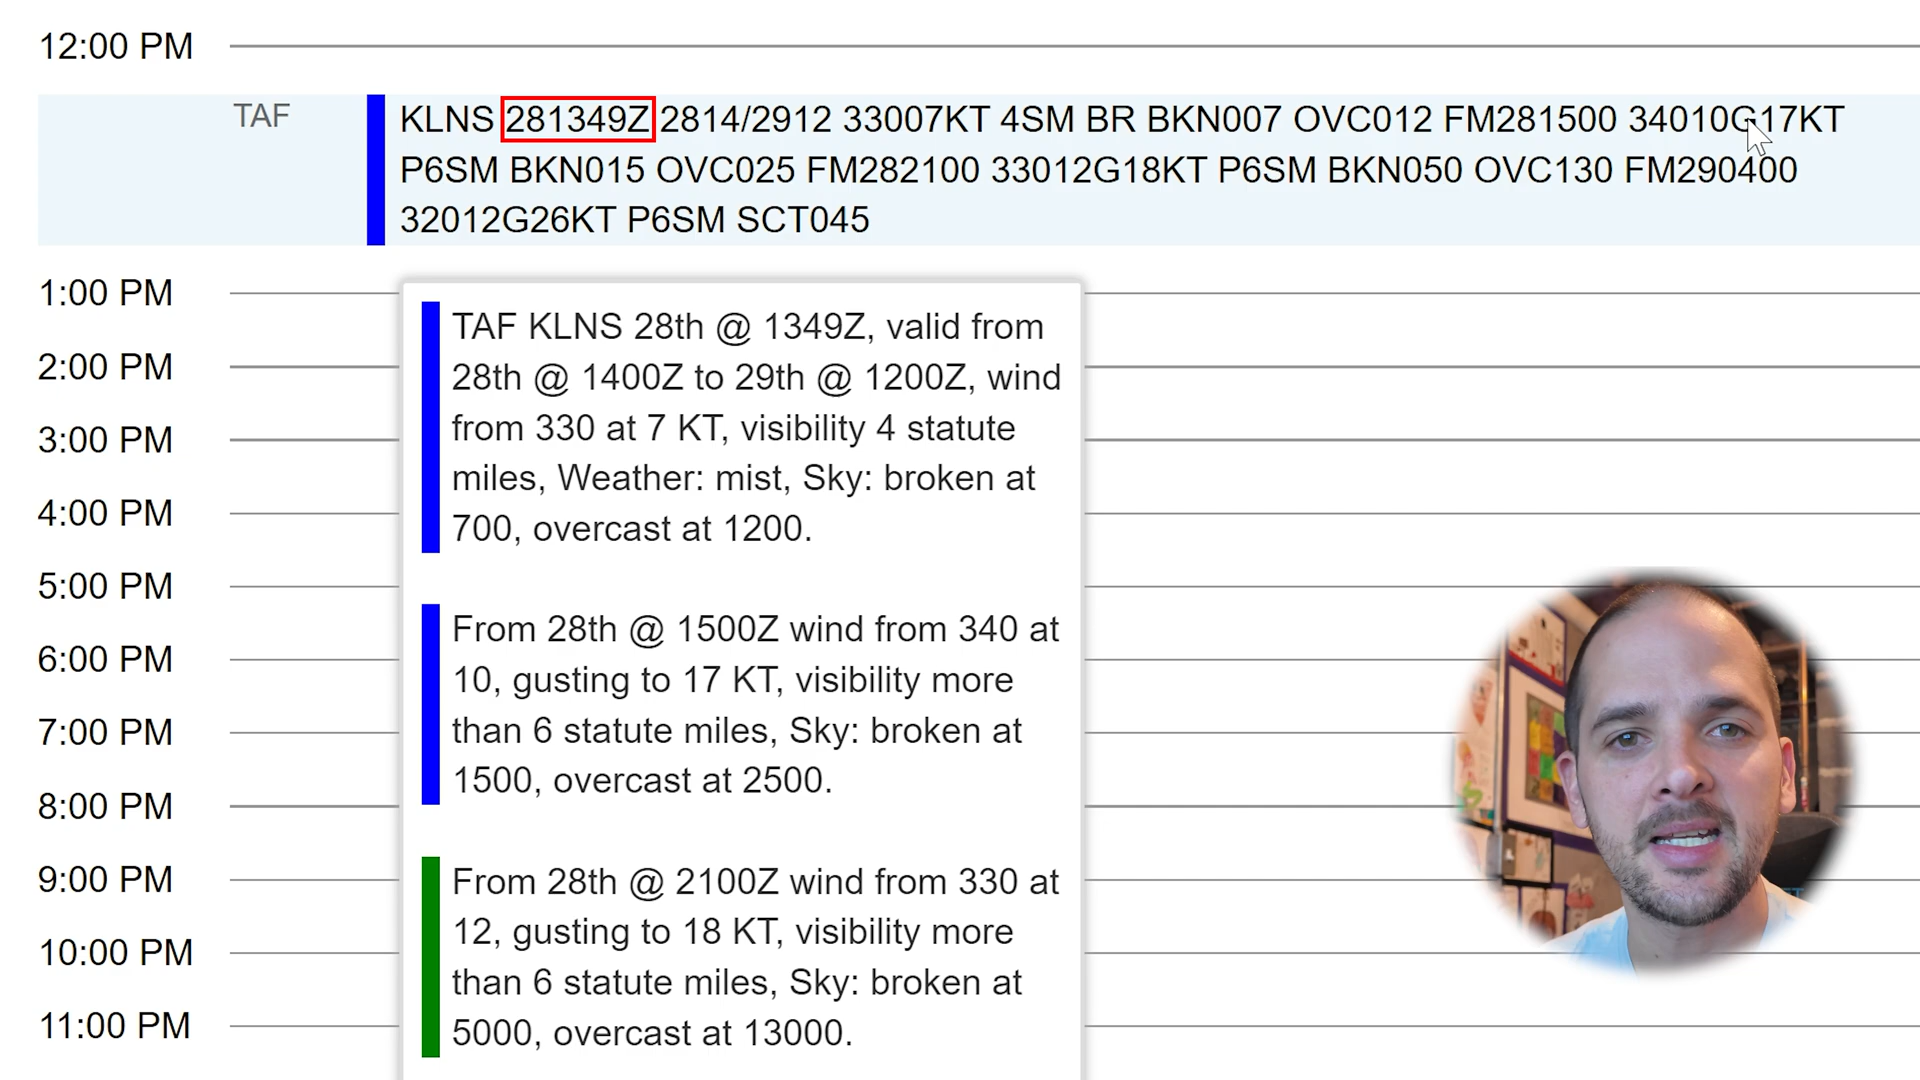 12:00 PM
TAF
KLNS 281349Z 2814/2912 33007KT 4SM BR BKN007 OVC012 FM281500 34010G17KT
P6SM BKN015 OVC025 FM282100 33012G18KT P6SM BKN050 OVC130 FM290400
32012G26KT P6SM SCT045
1:00 PM
2:00 PM
3:00 PM
4:00 PM
5:00 PM
6:00 PM
7:00 PM
8:00 PM
9:00 PM
10:00 PM
11:00 PM
TAF KLNS 28th @ 1349Z, valid from
28th @ 1400Z to 29th @ 1200Z, wind
from 330 at 7 KT, visibility 4 statute
miles, Weather: mist, Sky: broken at
700, overcast at 1200.
From 28th @ 1500Z wind from 340 at
10, gusting to 17 KT, visibility more
than 6 statute miles, Sky: broken at
1500, overcast at 2500.
From 28th @ 2100Z wind from 330 at
12, gusting to 18 KT, visibility more
than 6 statute miles, Sky: broken at
5000, overcast at 13000.